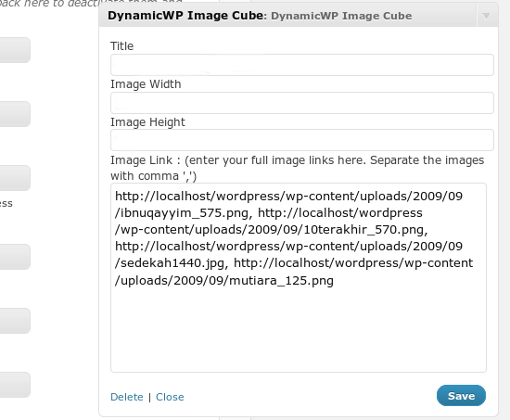 back here to deactivate them and
DynamicWP Image Cube: DynamicWP Image Cube
Title
Image Width
Image Height
Image Link : (enter your full image links here. Separate the images
with comma ',')
ss
http://localhost/wordpress/wp-content/uploads/2009/09
/ibnuqayyim_575.png, http://localhost/wordpress
/wp-content/uploads/2009/09/10terakhir_570.png,
http://localhost/wordpress/wp-content/uploads/2009/09
/sedekah1440.jpg, http://localhost/wordpress/wp-content
/uploads/2009/09/mutiara_125.png
Delete | Close
Save